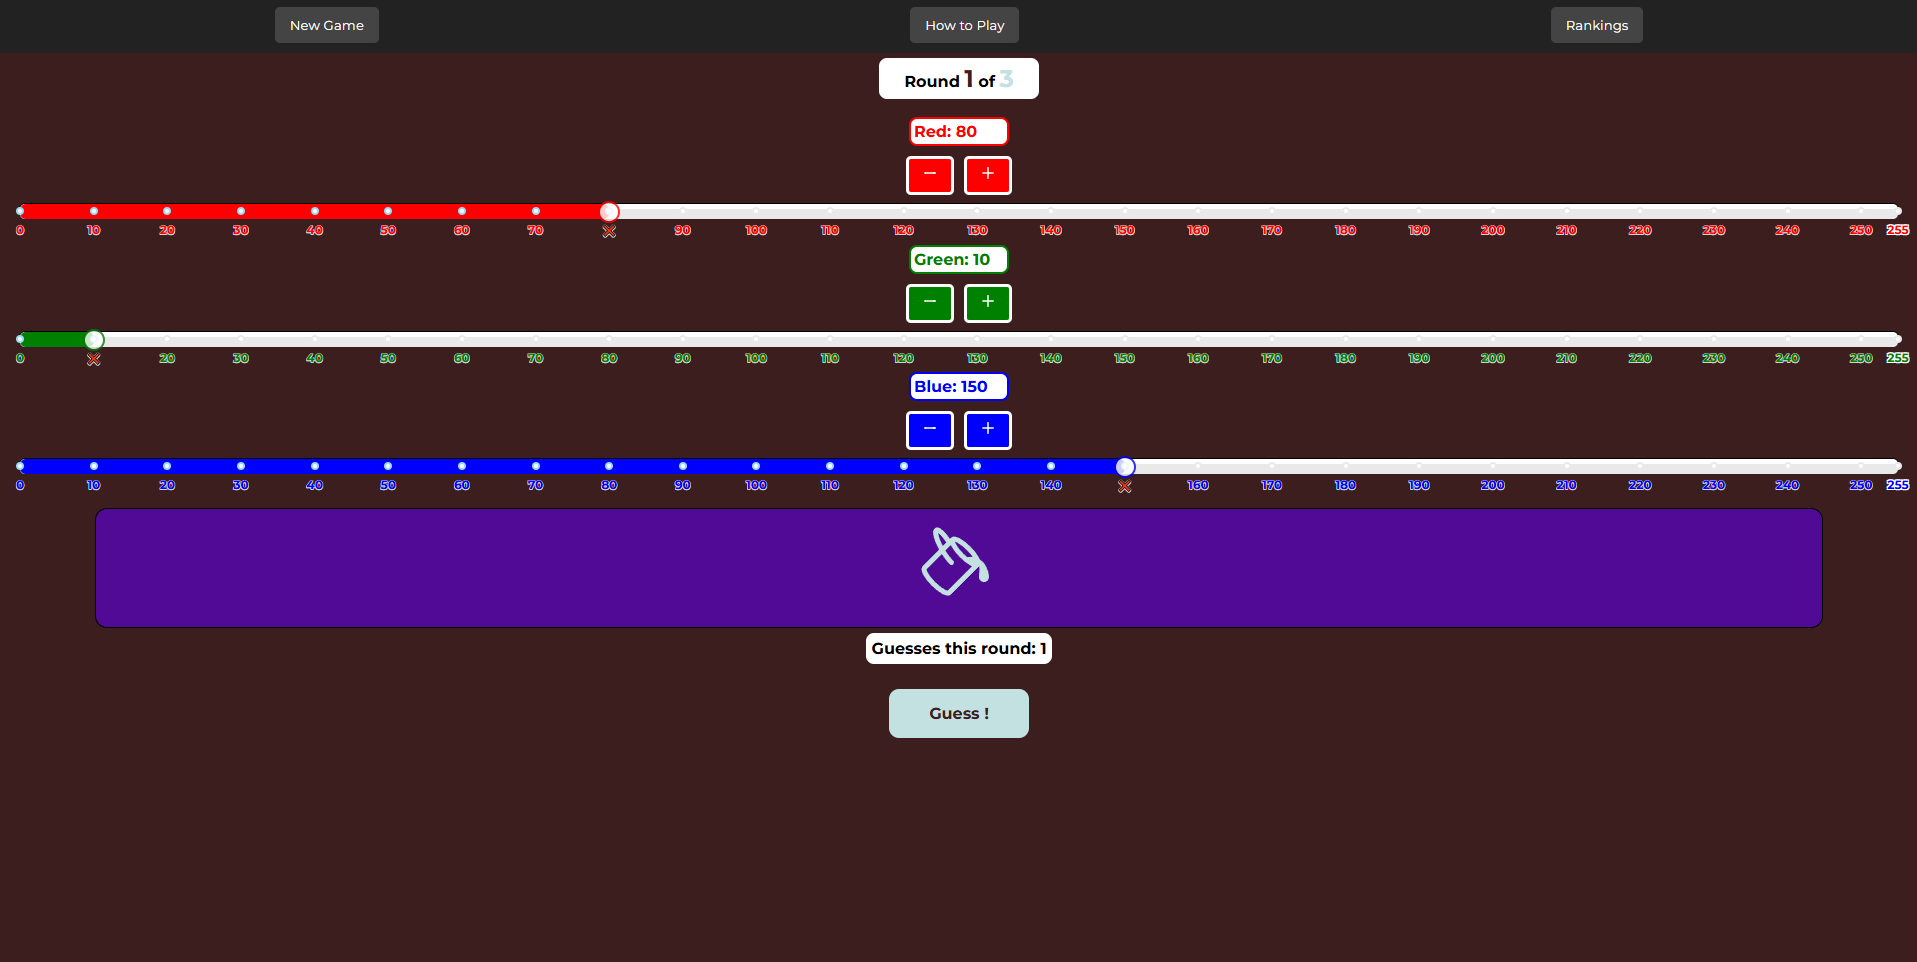 New Game How to Play Rankings
Round 1 of 3
Red: 80
− +
0 10 20 30 40 50 60 70 ✕ 90 100 110 120 130 140 150 160 170 180 190 200 210 220 230 240 250 255
Green: 10
− +
0 ✕ 20 30 40 50 60 70 80 90 100 110 120 130 140 150 160 170 180 190 200 210 220 230 240 250 255
Blue: 150
− +
0 10 20 30 40 50 60 70 80 90 100 110 120 130 140 ✕ 160 170 180 190 200 210 220 230 240 250 255
Guesses this round: 1
Guess !